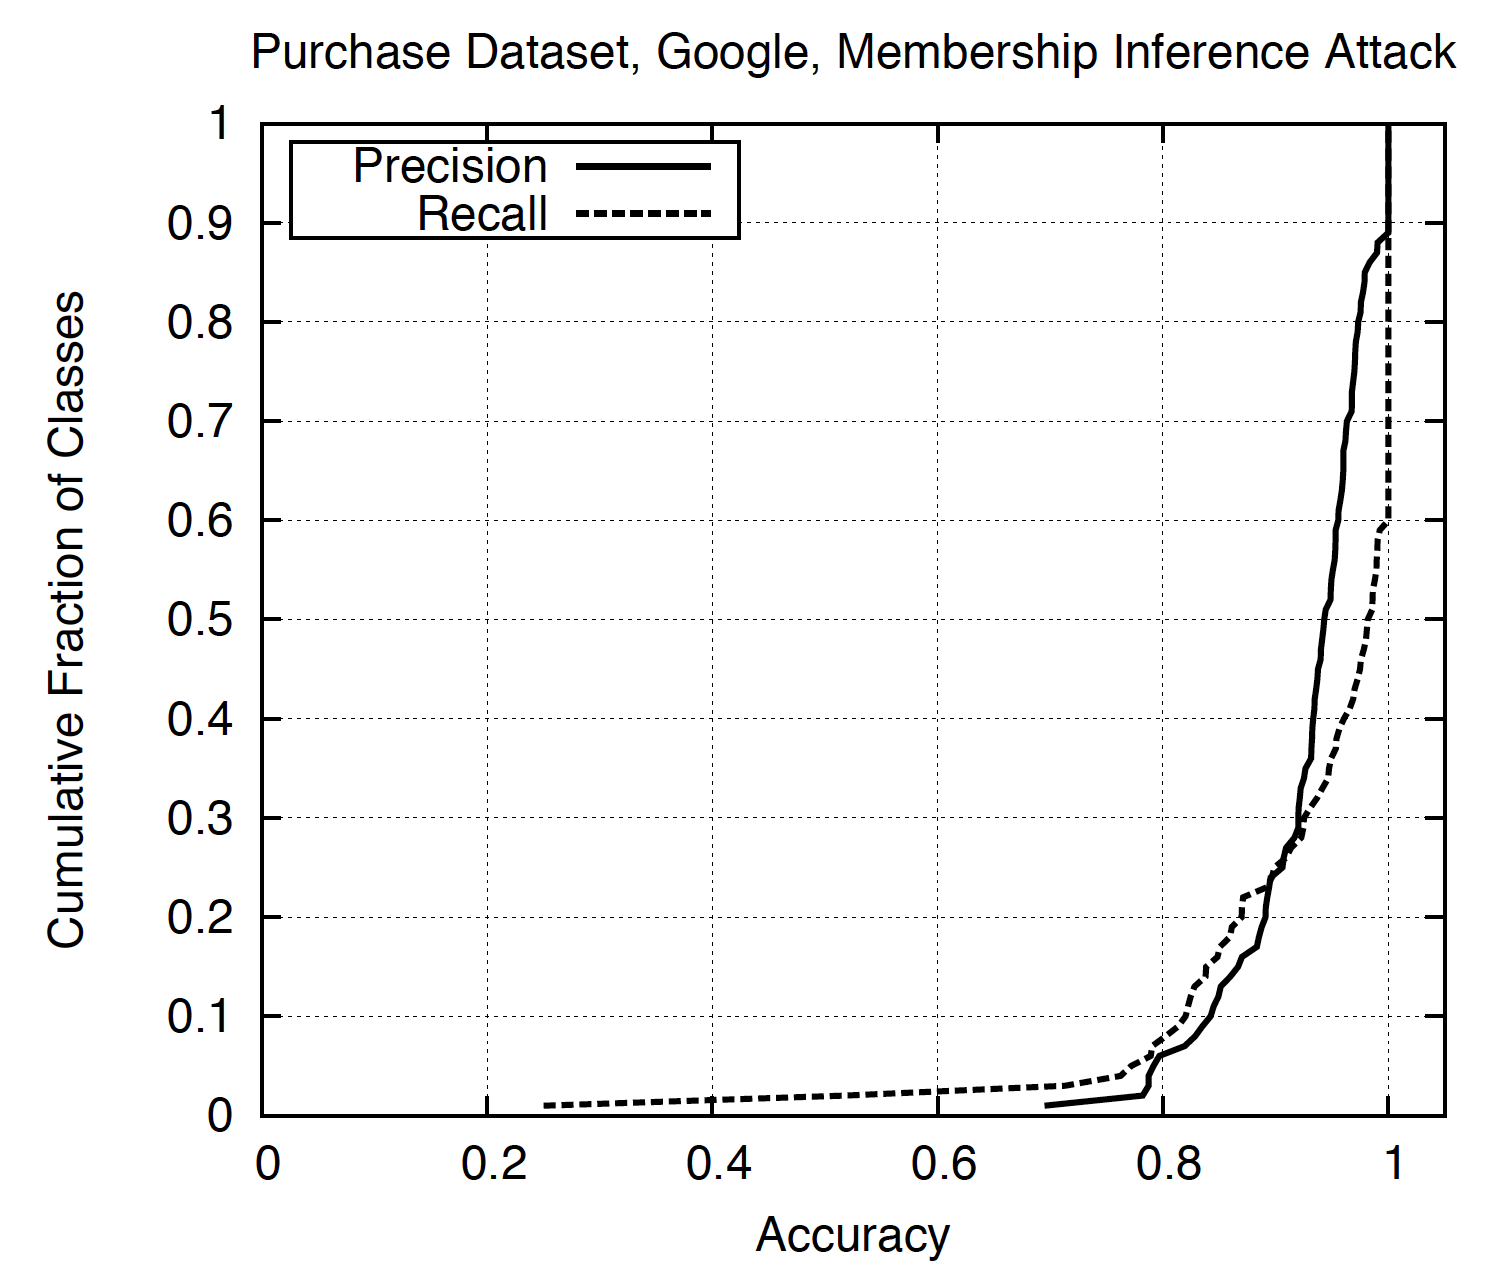 Purchase Dataset, Google, Membership Inference Attack
1
Precision
Recall
0.9
0.8
0.7
0.6
0.5
0.4
0.3
0.2
0.1
0
Cumulative Fraction of Classes
0 0.2 0.4 0.6 0.8 1
Accuracy